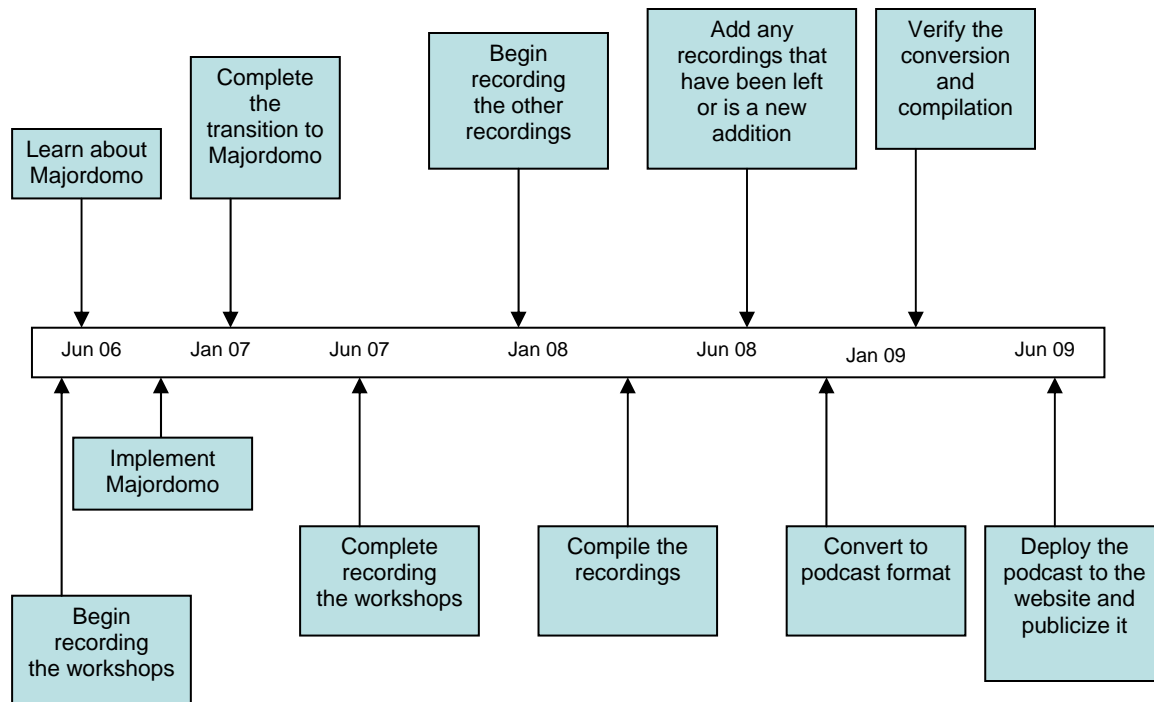 Learn about
Majordomo
Complete
the
transition to
Majordomo
Begin
recording
the other
recordings
Add any
recordings that
have been left
or is a new
addition
Verify the
conversion
and
compilation
Jun 06
Jan 07
Jun 07
Jan 08
Jun 08
Jan 09
Jun 09
Begin
recording
the workshops
Implement
Majordomo
Complete
recording
the workshops
Compile the
recordings
Convert to
podcast format
Deploy the
podcast to the
website and
publicize it